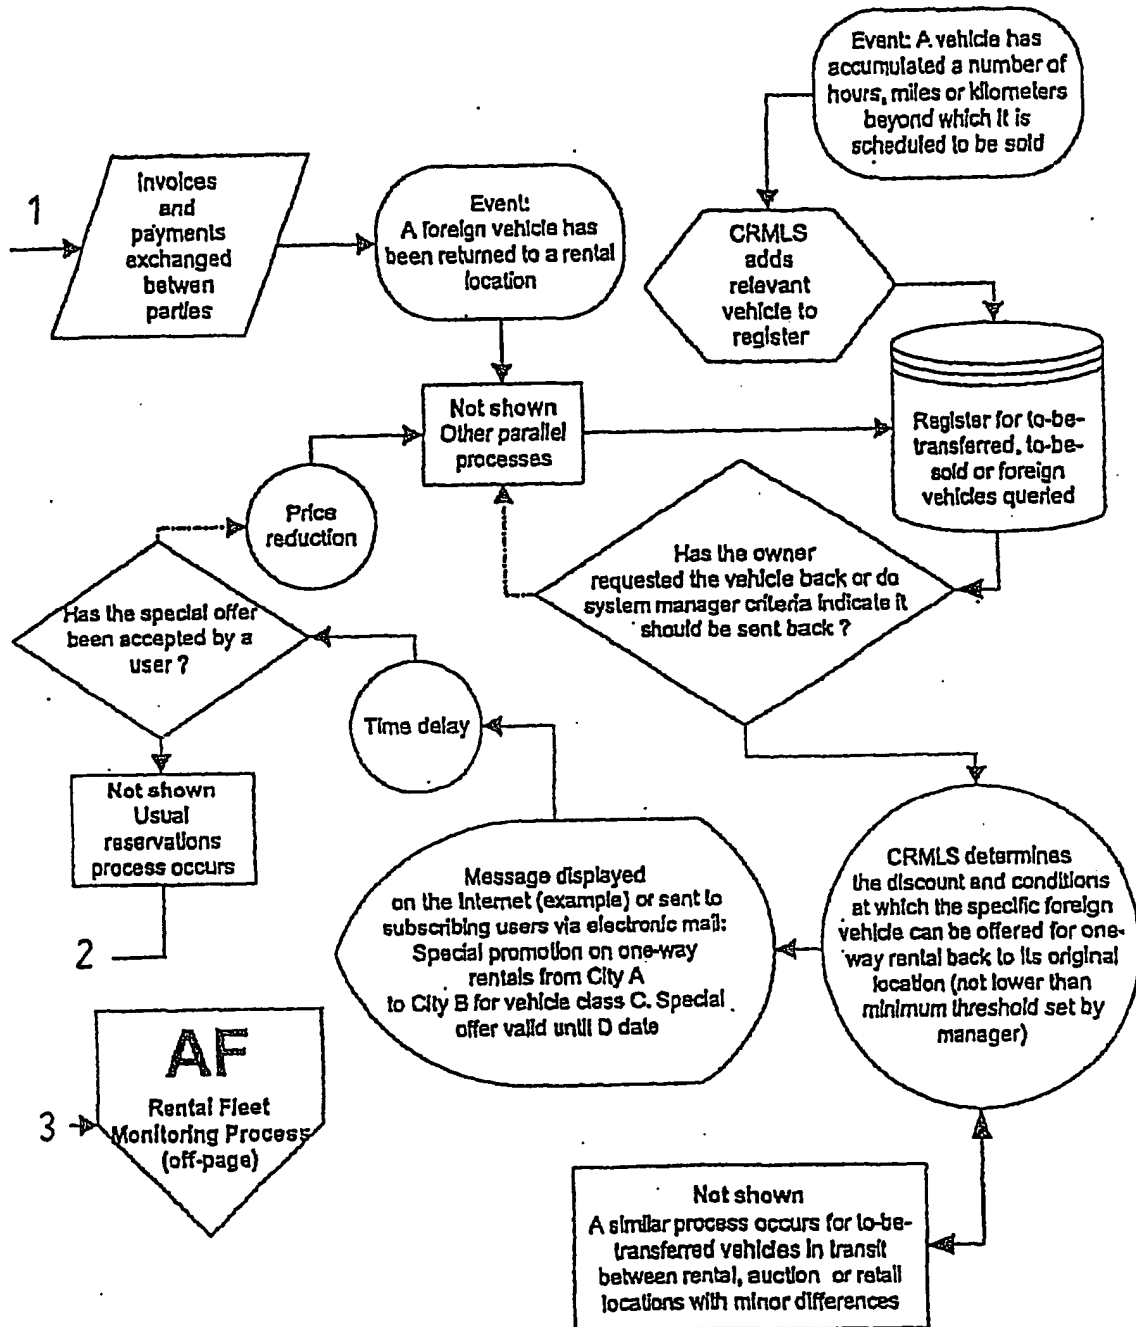 Event: A vehicle has
accumulated a number of
hours, miles or kilometers
beyond which it is
scheduled to be sold
1
Invoices
and
payments
exchanged
between
parties
Event:
A foreign vehicle has
been returned to a rental
location
CRMLS
adds
relevant
vehicle to
register
Not shown
Other parallel
processes
Register for to-be-
transferred, to-be-
sold or foreign
vehicles queried
Price
reduction
Has the owner
requested the vehicle back or do
system manager criteria indicate it
should be sent back ?
Has the special offer
been accepted by a
user ?
Time delay
Not shown
Usual
reservations
process occurs
2
Message displayed
on the Internet (example) or sent to
subscribing users via electronic mail:
Special promotion on one-way
rentals from City A
to City B for vehicle class C. Special
offer valid until D date
CRMLS determines
the discount and conditions
at which the specific foreign
vehicle can be offered for one-
way rental back to its original
location (not lower than
minimum threshold set by
manager)
AF
3
Rental Fleet
Monitoring Process
(off-page)
Not shown
A similar process occurs for to-be-
transferred vehicles in transit
between rental, auction or retail
locations with minor differences